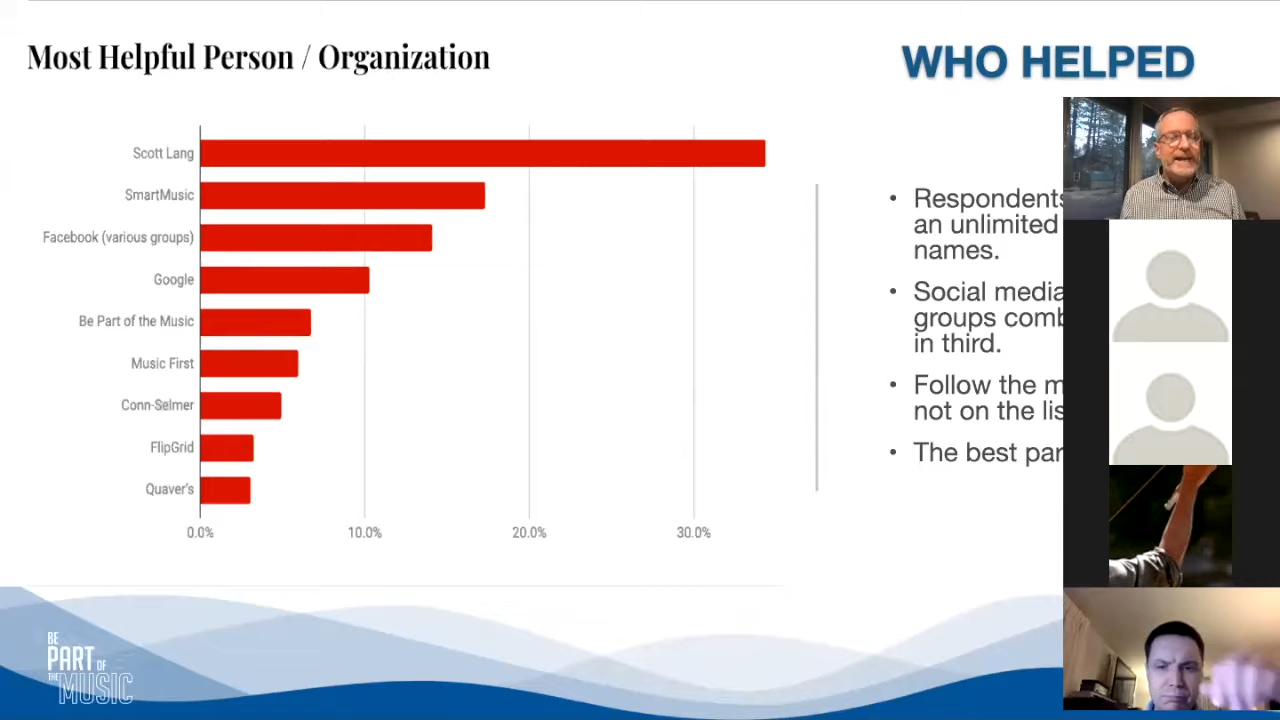 Most Helpful Person / Organization
WHO HELPED
Scott Lang
SmartMusic
Facebook (various groups)
Google
Be Part of the Music
Music First
Conn-Selmer
FlipGrid
Quaver's
0.0%
10.0%
20.0%
30.0%
• Respondents
an unlimited
names.
• Social media
groups comb
in third.
• Follow the m
not on the lis
• The best par
BE
PART OF
THE MUSIC